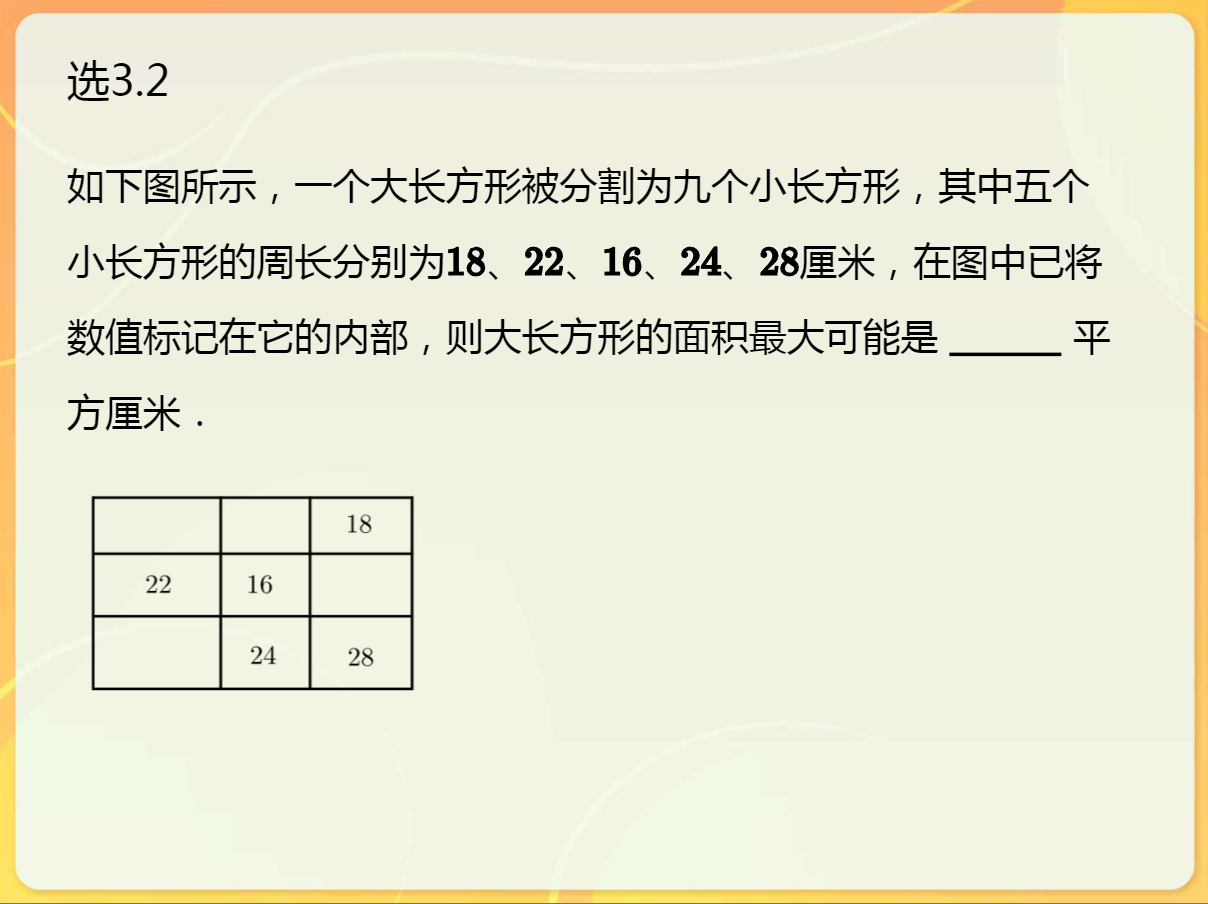 选3.2
如下图所示，一个大长方形被分割为九个小长方形，其中五个
小长方形的周长分别为18、22、16、24、28厘米，在图中已将
数值标记在它的内部，则大长方形的面积最大可能是 ______ 平
方厘米．
18
22 16
24 28